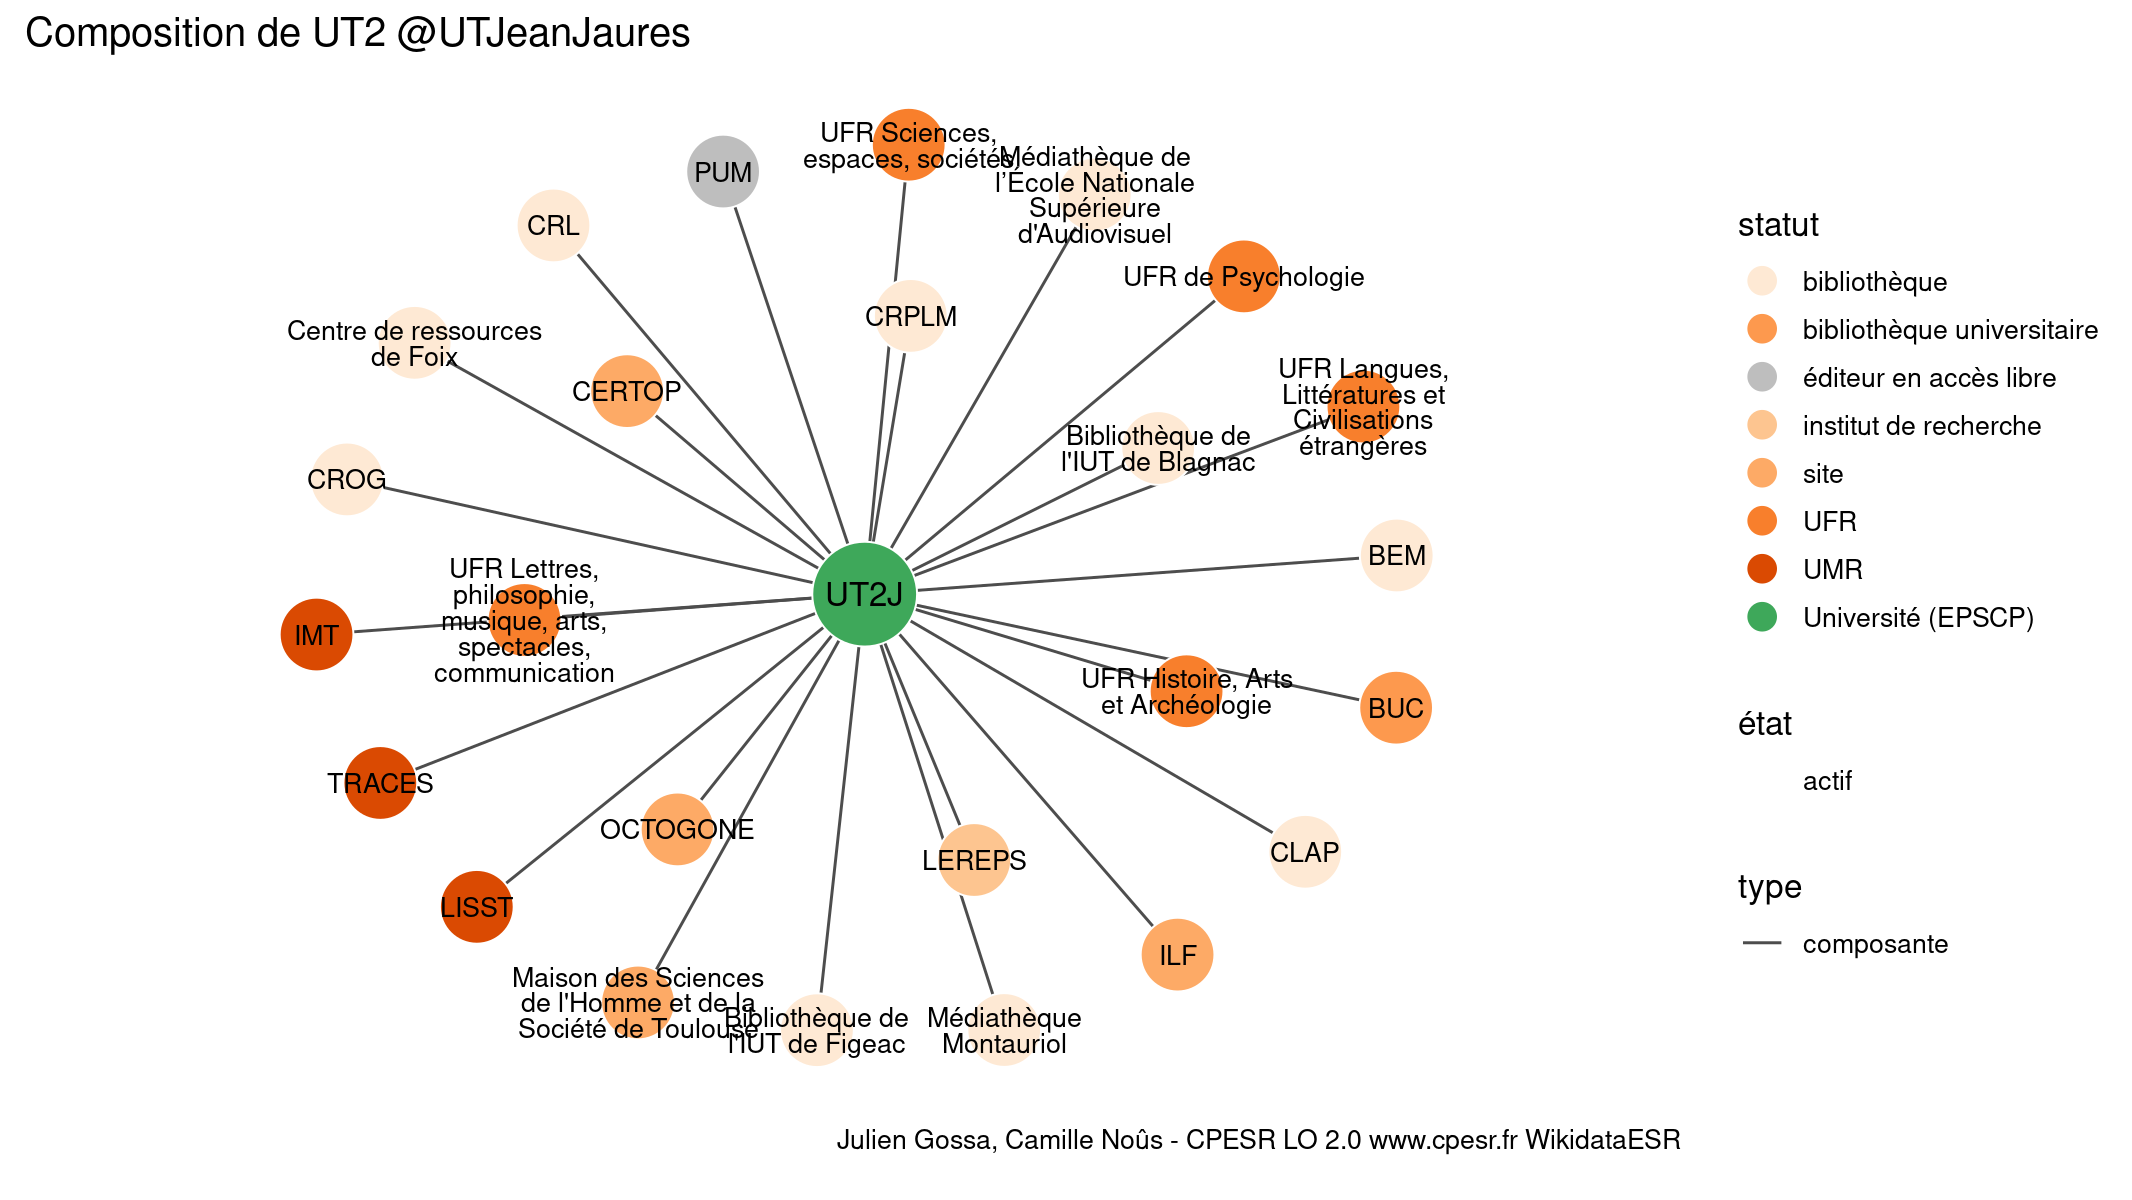 Composition de UT2 @UTJeanJaures
UFR Sciences,
espaces, sociétés
Médiathèque de
l’École Nationale
Supérieure
d'Audiovisuel
PUM
CRL
UFR de Psychologie
CRPLM
Centre de ressources
de Foix
CERTOP
UFR Langues,
Littératures et
Civilisations
étrangères
Bibliothèque de
l'IUT de Blagnac
CROG
BEM
UT2J
UFR Lettres,
philosophie,
musique, arts,
spectacles,
communication
IMT
UFR Histoire, Arts
et Archéologie
BUC
TRACES
OCTOGONE
LEREPS
CLAP
LISST
ILF
Maison des Sciences
de l'Homme et de la
Société de Toulouse
Bibliothèque de
l'IUT de Figeac
Médiathèque
Montauriol
statut
bibliothèque
bibliothèque universitaire
éditeur en accès libre
institut de recherche
site
UFR
UMR
Université (EPSCP)
état
actif
type
composante
Julien Gossa, Camille Noûs - CPESR LO 2.0 www.cpesr.fr WikidataESR